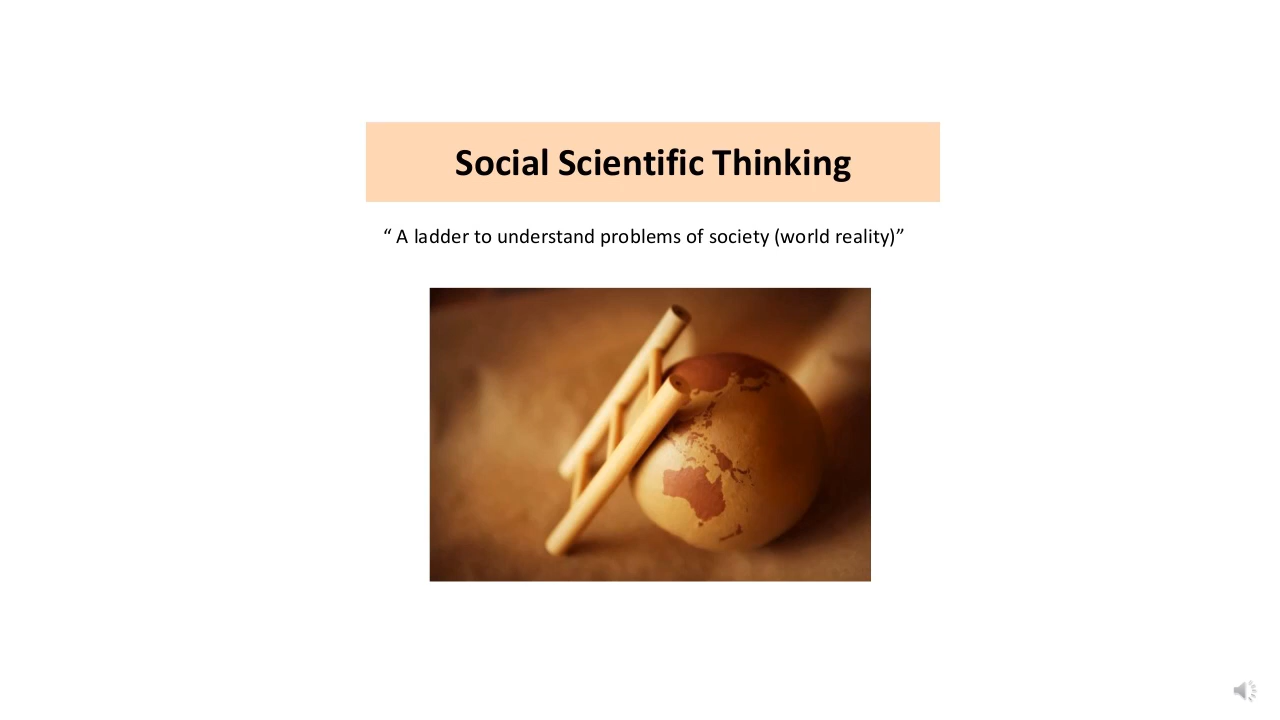 Social Scientific Thinking
“ A ladder to understand problems of society (world reality)”